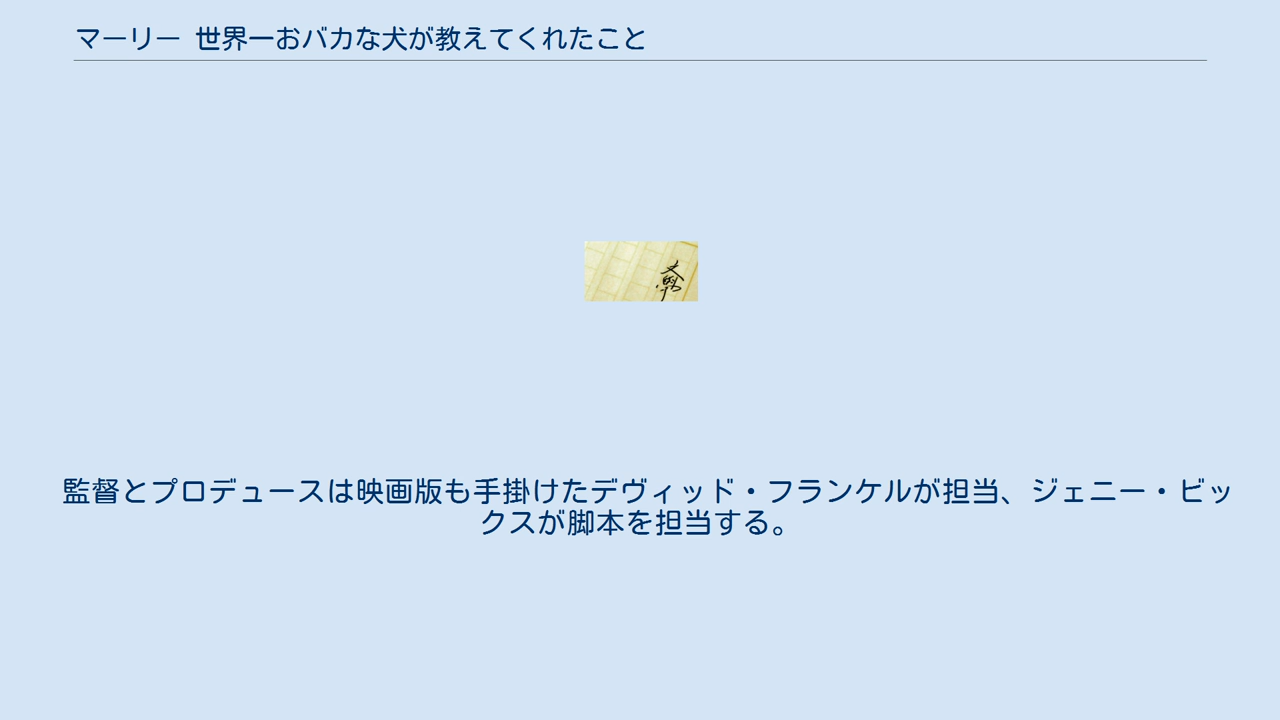 マーリー 世界一おバカな犬が教えてくれたこと
監督とプロデュースは映画版も手掛けたデヴィッド・フランケルが担当、ジェニー・ビッ
クスが脚本を担当する。